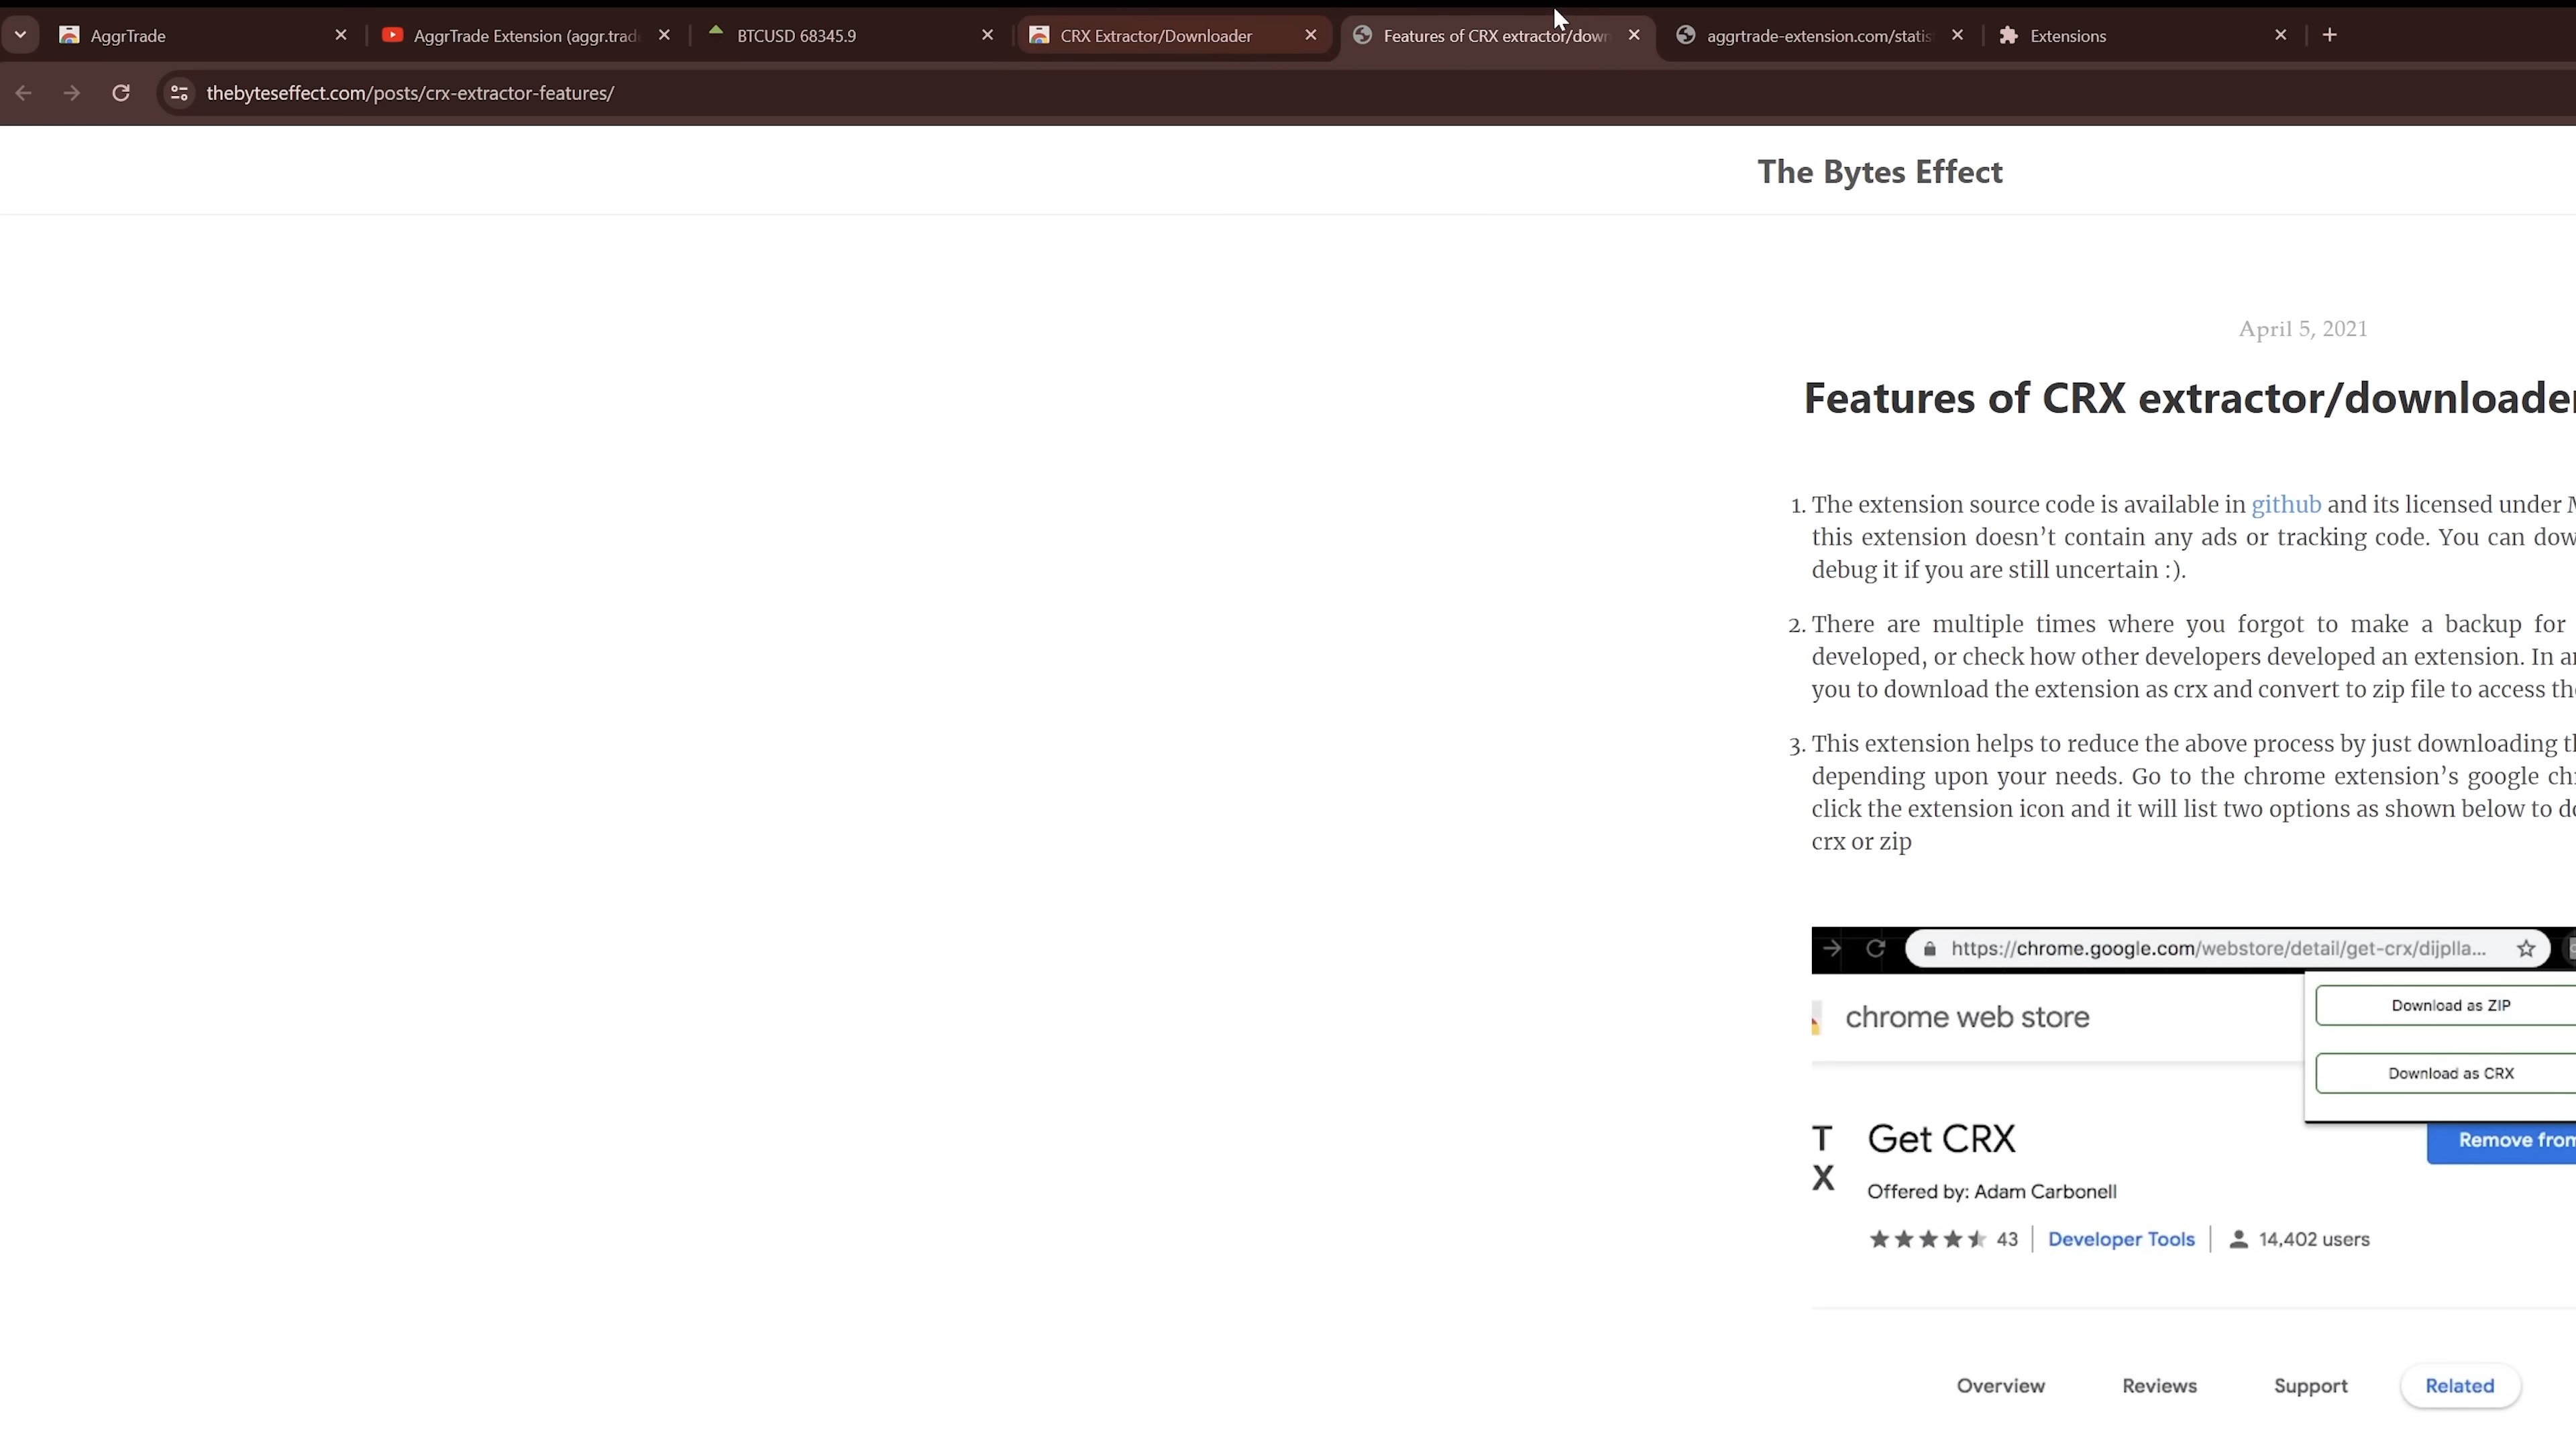 AggrTrade
AggrTrade Extension (aggr.trad
BTCUSD 68345.9
CRX Extractor/Downloader
Features of CRX extractor/down
aggrtrade-extension.com/statis
Extensions
thebyteseffect.com/posts/crx-extractor-features/
The Bytes Effect
April 5, 2021
Features of CRX extractor/downloader
1. The extension source code is available in github and its licensed under
this extension doesn’t contain any ads or tracking code. You can dow
debug it if you are still uncertain :).
2. There are multiple times where you forgot to make a backup for
developed, or check how other developers developed an extension. In
you to download the extension as crx and convert to zip file to access
3. This extension helps to reduce the above process by just downloading
depending upon your needs. Go to the chrome extension’s google
click the extension icon and it will list two options as shown below to
crx or zip
https://chrome.google.com/webstore/detail/get-crx/dijplla...
Download as ZIP
chrome web store
Download as CRX
T
X
Get CRX
Remove from
Offered by: Adam Carbonell
43
Developer Tools
14,402 users
Overview
Reviews
Support
Related